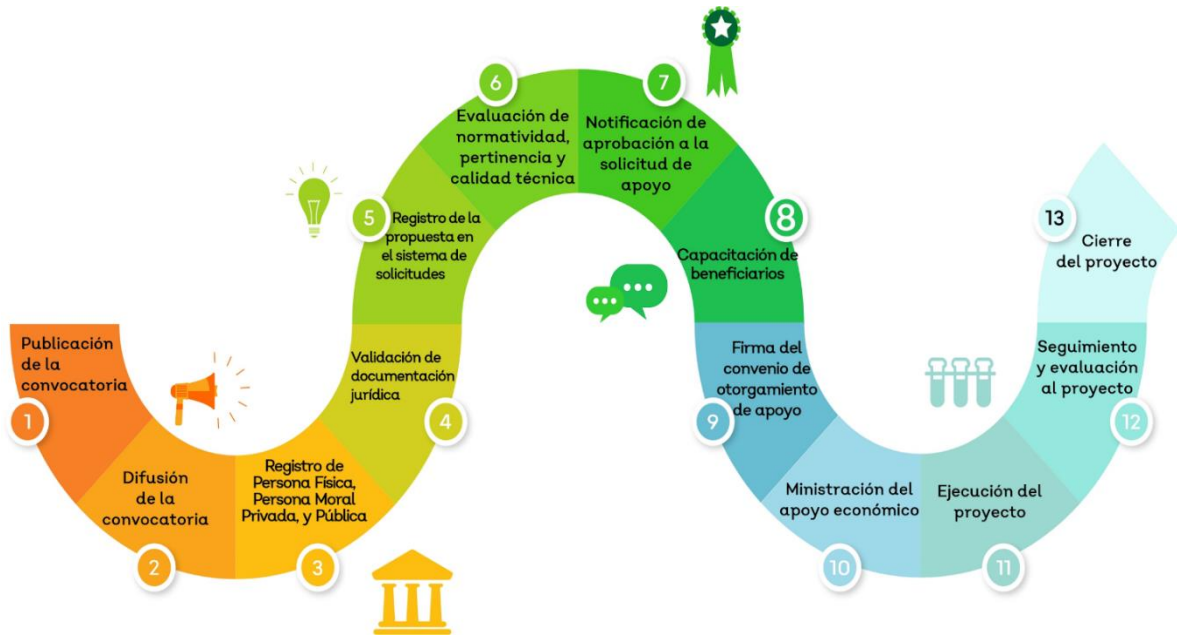 1
Publicación
de la
convocatoria
2
Difusión
de la
convocatoria
3
Registro de
Persona Física,
Persona Moral
Privada, y Pública
4
Validación de
documentación
jurídica
5
Registro de la
propuesta en
el sistema de
solicitudes
6
Evaluación de
normatividad,
pertinencia y
calidad técnica
7
Notificación de
aprobación a la
solicitud de
apoyo
8
Capacitación de
beneficiarios
9
Firma del
convenio de
otorgamiento
de apoyo
10
Ministración del
apoyo económico
11
Ejecución del
proyecto
12
Seguimiento
y evaluación
al proyecto
13
Cierre
del proyecto